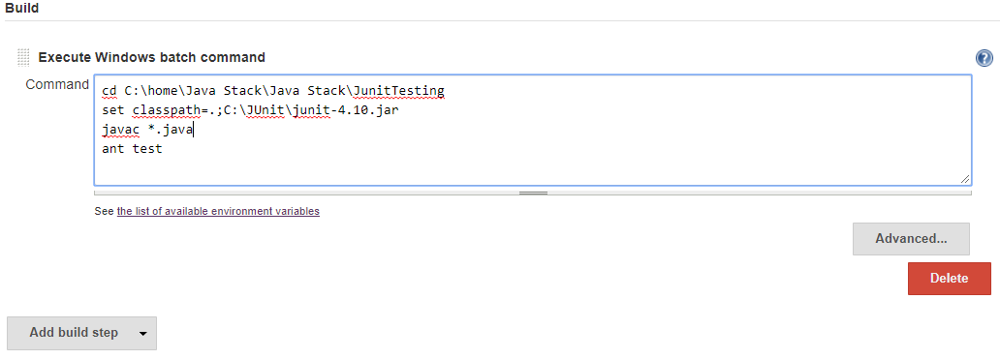 Build
Execute Windows batch command
?
Command
cd C:\home\Java Stack\Java Stack\JunitTesting
set classpath=.;C:\JUnit\junit-4.10.jar
javac *.java
ant test
See the list of available environment variables
Advanced...
Delete
Add build step